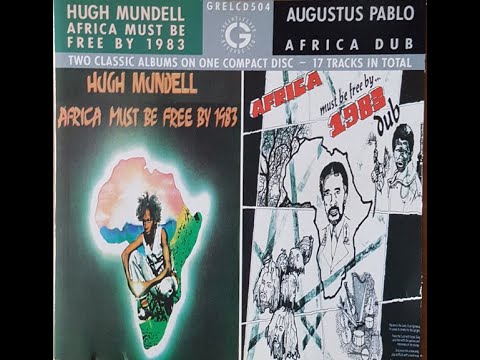 HUGH MUNDELL
AFRICA MUST BE
FREE BY 1983
GRELCD504
G
AUGUSTUS PABLO
AFRICA DUB
TWO CLASSIC ALBUMS ON ONE COMPACT DISC – 17 TRACKS IN TOTAL
HUGH MUNDELL
AFRICA MUST BE FREE BY 1983
AFRICA
must be free by...
1983
dub